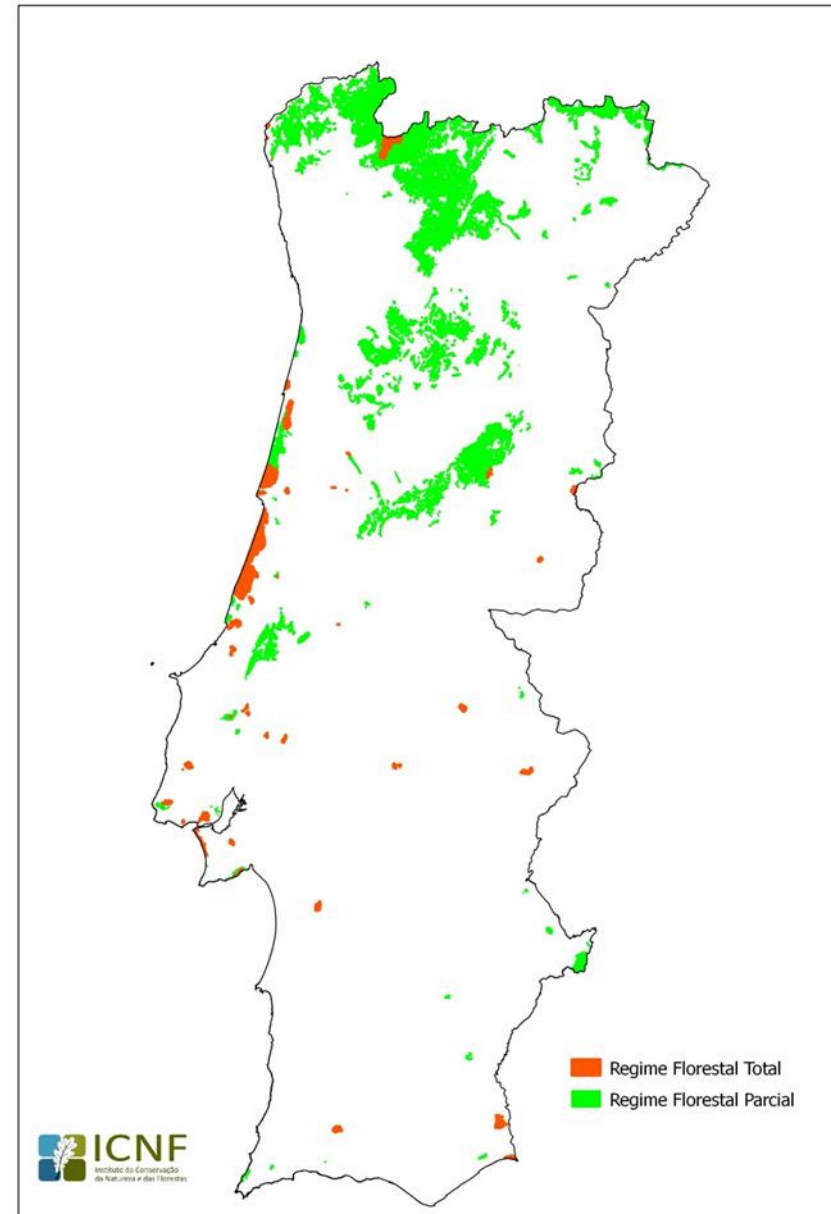 Regime Florestal Total
Regime Florestal Parcial
ICNF
Instituto da Conservação
da Natureza e das Florestas